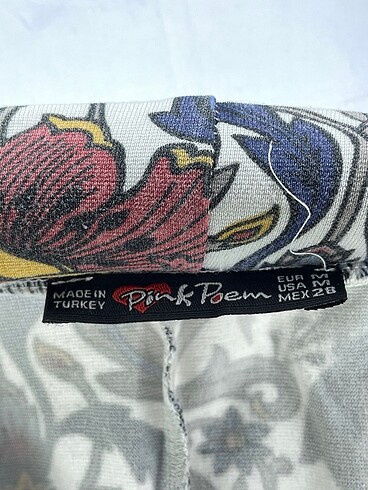 MADE IN
TURKEY
Pink Poem
EUR M
USA M
MEX 28